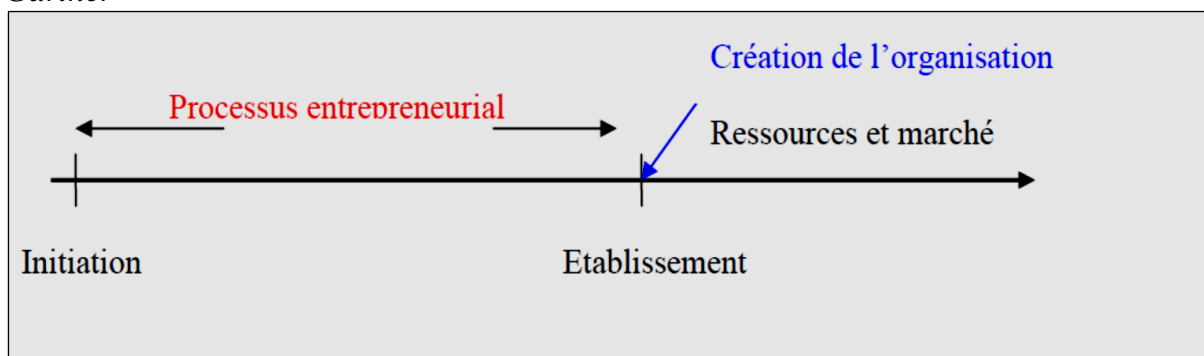 Création de l’organisation
Processus entrepreneurial
Ressources et marché
Initiation
Etablissement